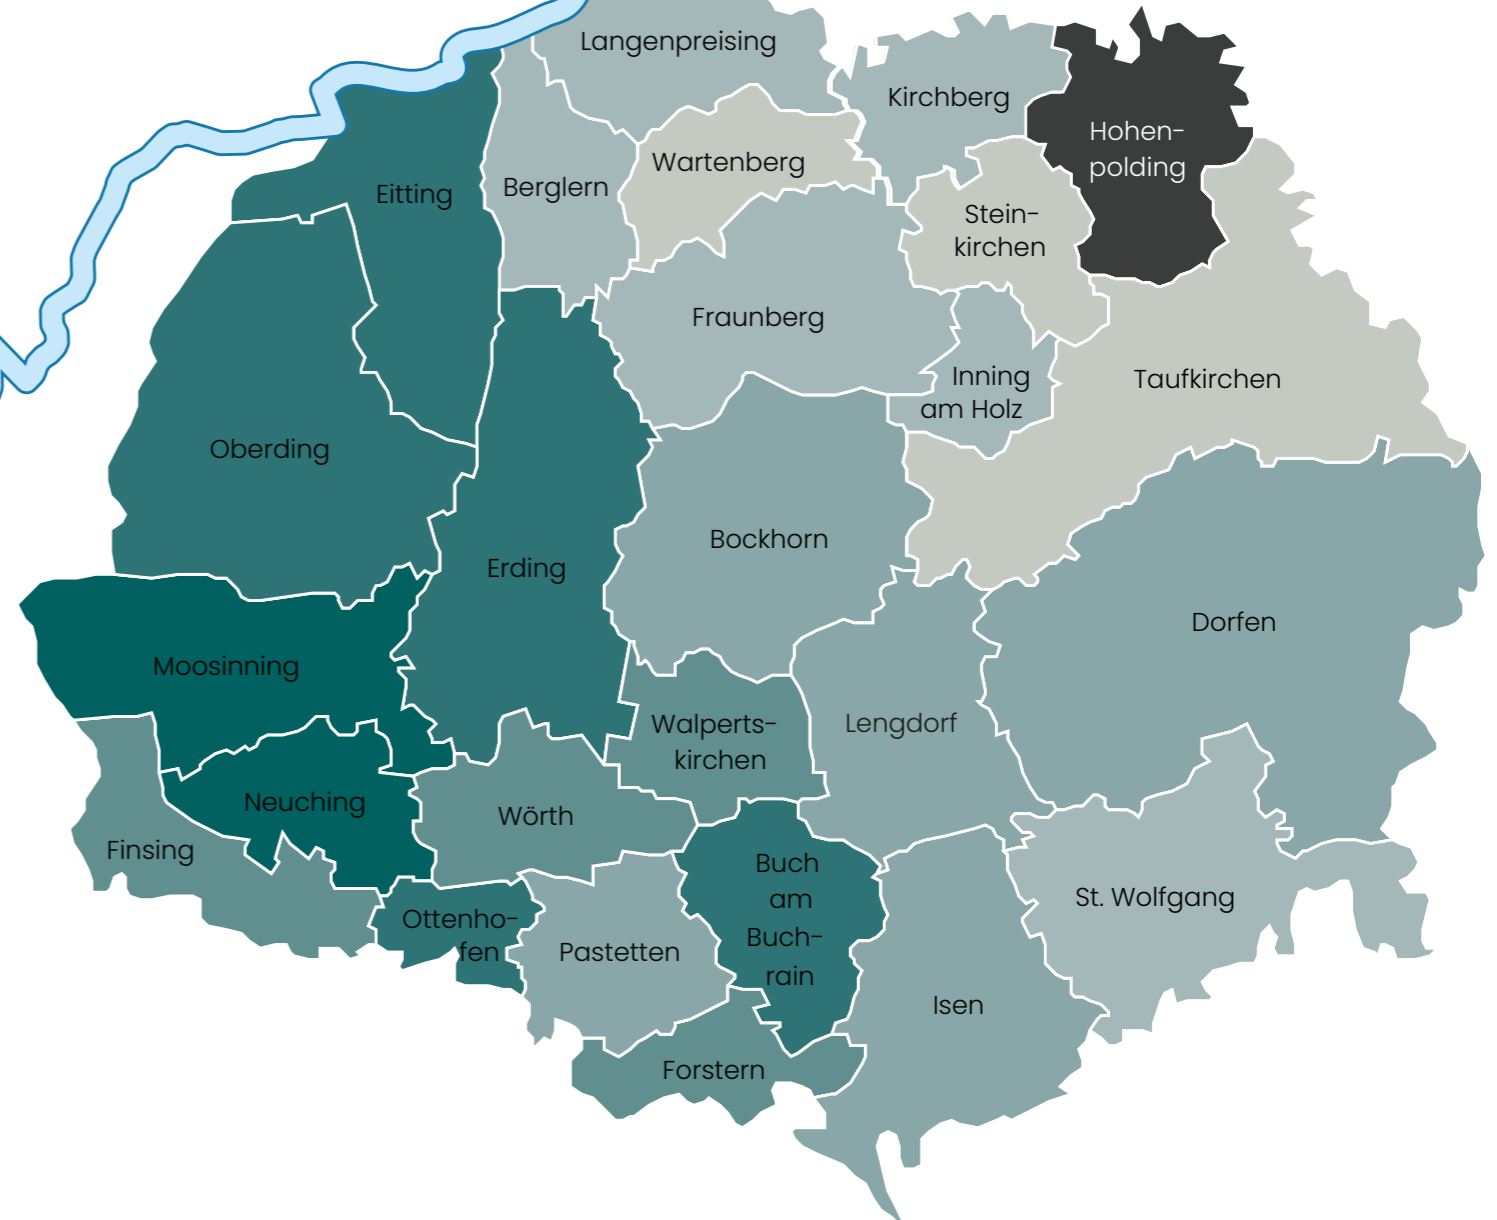 Langenpreising
Kirchberg
Hohen-
polding
Wartenberg
Berglern
Eitting
Stein-
kirchen
Fraunberg
Inning
am Holz
Taufkirchen
Oberding
Bockhorn
Erding
Dorfen
Moosinning
Walperts-
kirchen
Lengdorf
Neuching
Wörth
Finsing
Buch
am
Buch-
rain
St. Wolfgang
Ottenho-
fen
Pastetten
Isen
Forstern